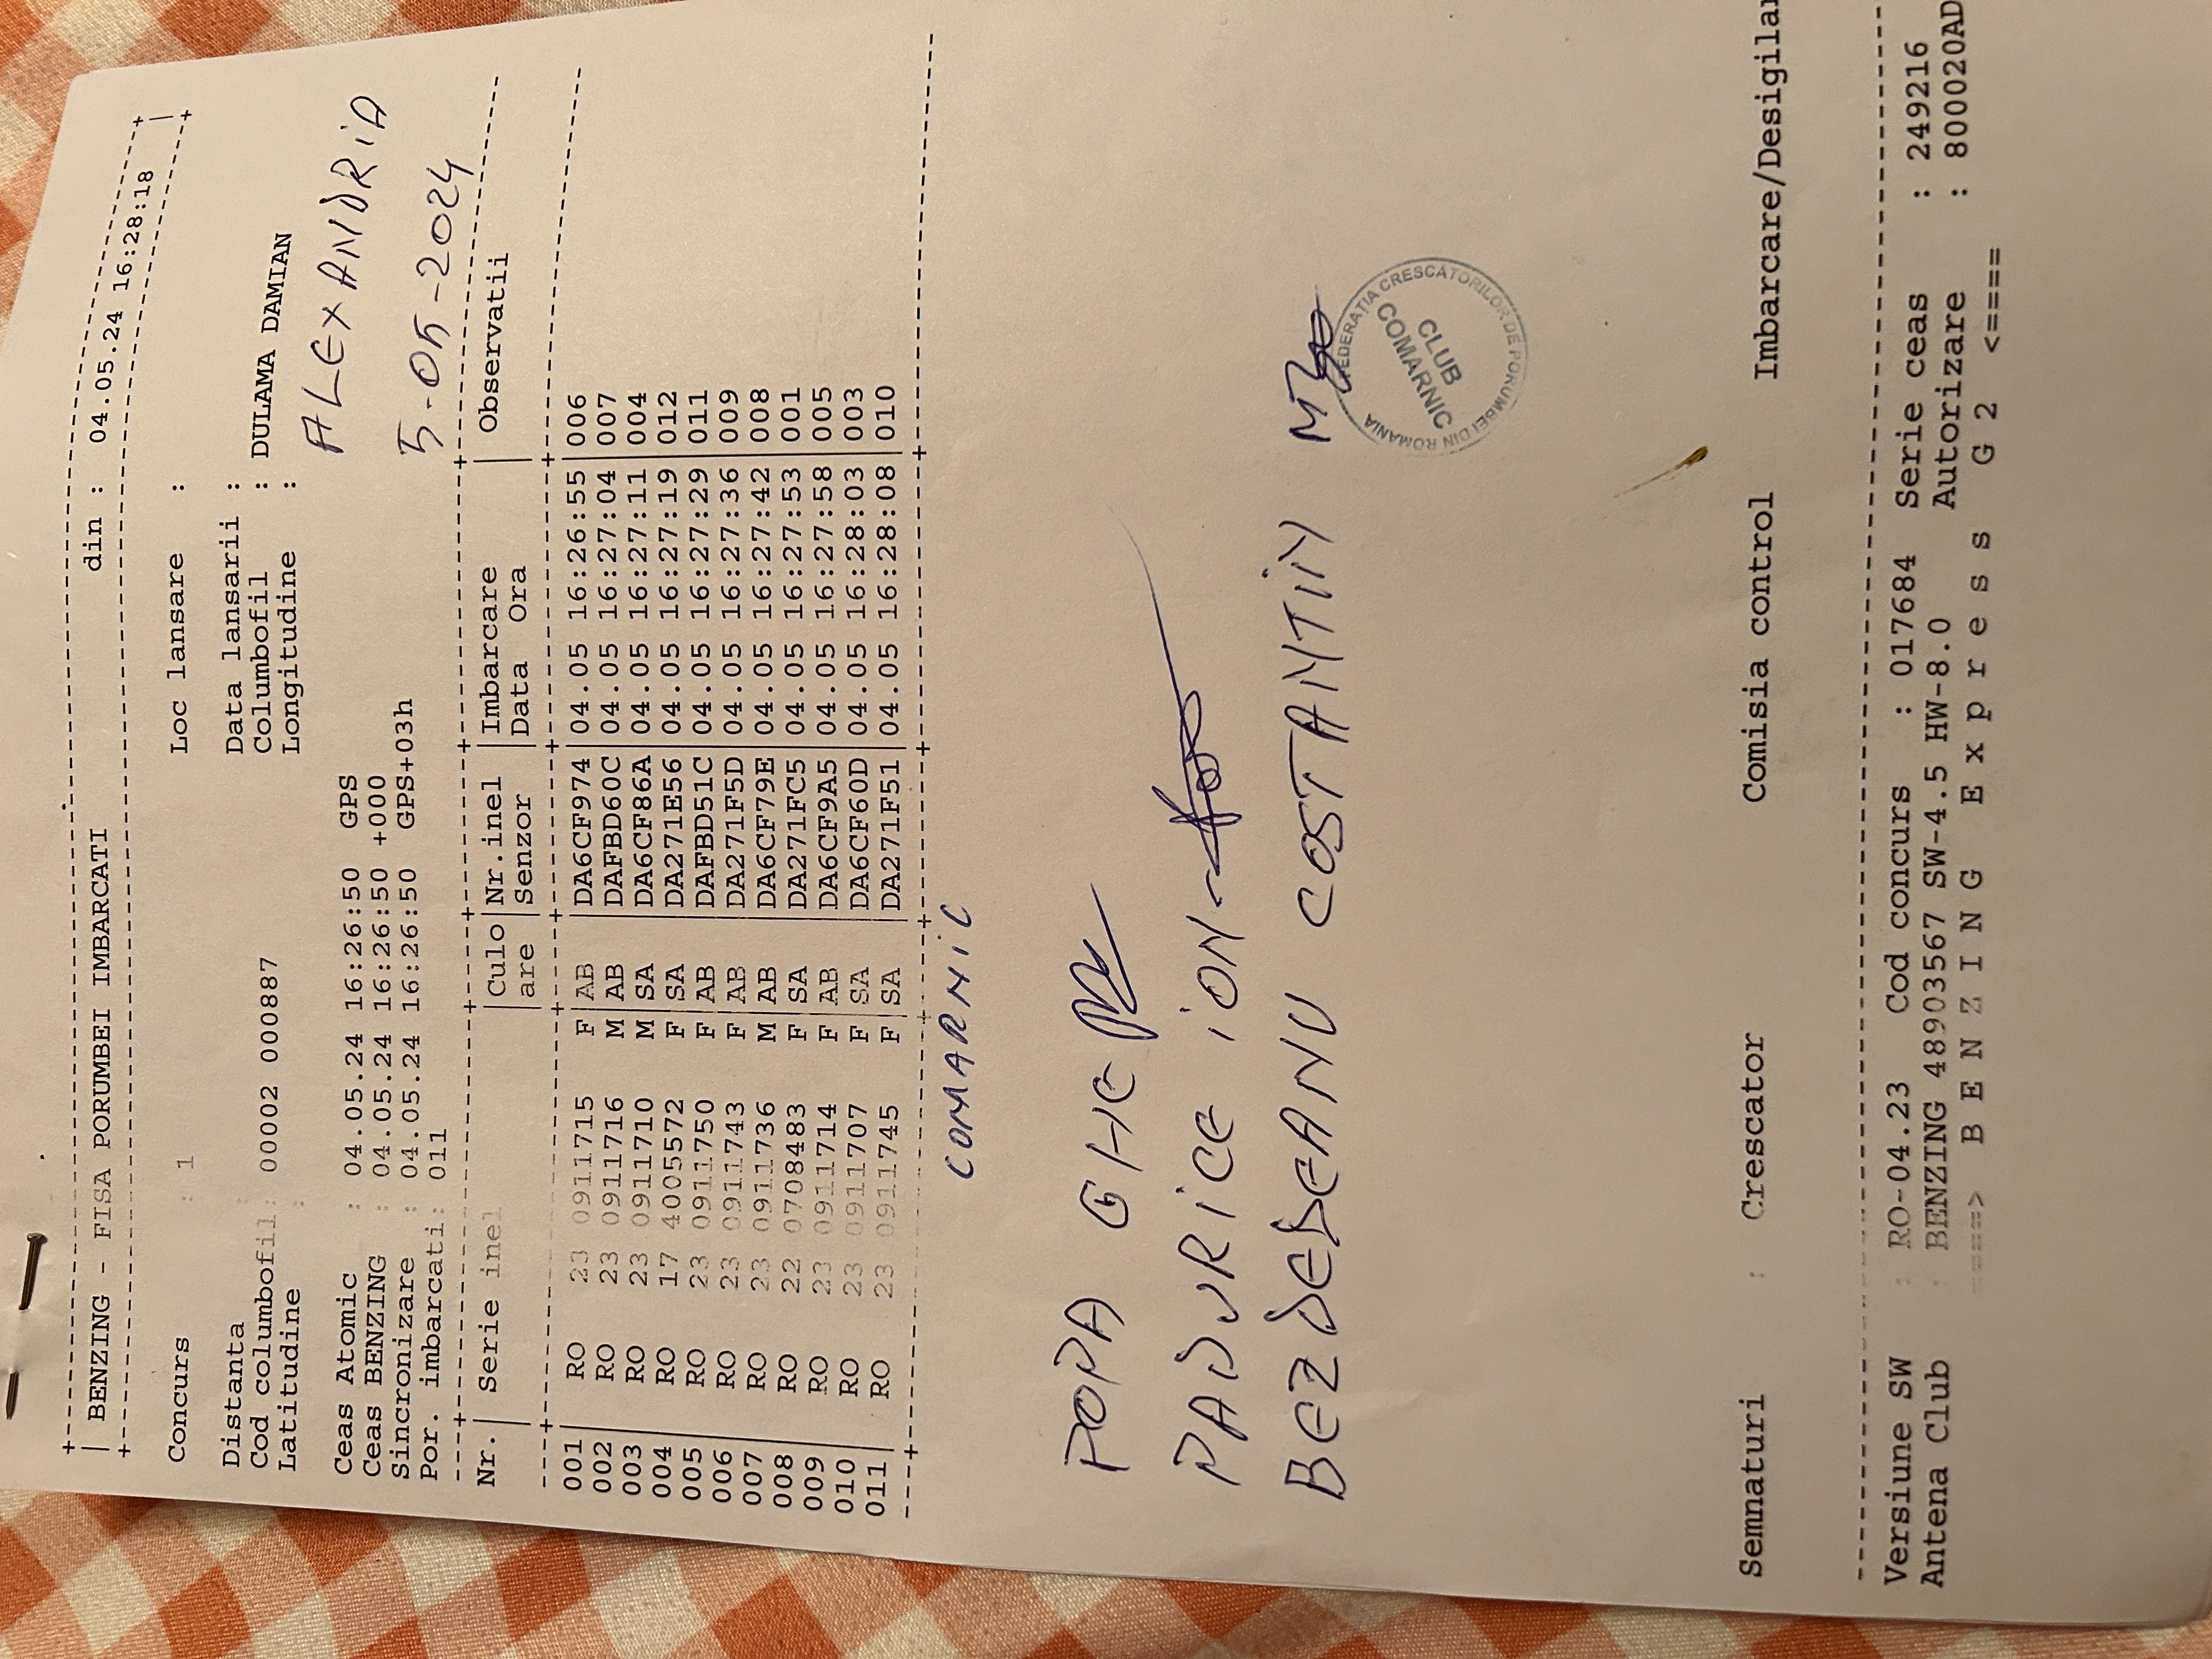 BENZING - FISA PORUMBEI IMBARCATI din : 04.05.24 16:28:18
Concurs : 1 Loc lansare :
Distanta Data lansarii :
Cod columbofil: 00002 000887 Columbofil : DULAMA DAMIAN
Latitudine : Longitudine :
ALEXANDRIA
Ceas Atomic : 04.05.24 16:26:50 GPS
Ceas BENZING : 04.05.24 16:26:50 +000
Sincronizare : 04.05.24 16:26:50 GPS+03h
Por. imbarcati: 011
5-05-2024
Nr. Serie inel Culo Nr.inel Imbarcare Observatii
are Senzor Data Ora
001 RO 23 0911715 F AB DA6CF974 04.05 16:26:55 006
002 RO 23 0911716 M AB DAFBD60C 04.05 16:27:04 007
003 RO 23 0911710 M SA DA6CF86A 04.05 16:27:11 004
004 RO 17 4005572 F SA DA271E56 04.05 16:27:19 012
005 RO 23 0911750 F AB DAFBD51C 04.05 16:27:29 011
006 RO 23 0911743 F AB DA271F5D 04.05 16:27:36 009
007 RO 23 0911736 M AB DA6CF79E 04.05 16:27:42 008
008 RO 22 0708483 F SA DA271FC5 04.05 16:27:53 001
009 RO 23 0911714 F AB DA6CF9A5 04.05 16:27:58 005
010 RO 23 0911707 F SA DA6CF60D 04.05 16:28:03 003
011 RO 23 0911745 F SA DA271F51 04.05 16:28:08 010
COMARNIC
POPA GHE
PADURICE ION
BEZDEDEANU COSTANTIN
FEDERAȚIA CRESCĂTORILOR DE PORUMBEI DIN ROMANIA
CLUB
COMARNIC
Semnaturi : Crescator Comisia control Imbarcare/Desigilar
Versiune SW : RO-04.23 Cod concurs : 017684 Serie ceas : 249216
Antena Club : BENZING 48903567 SW-4.5 HW-8.0 Autorizare : 800020AD
====> B E N Z I N G E x p r e s s G 2 <====